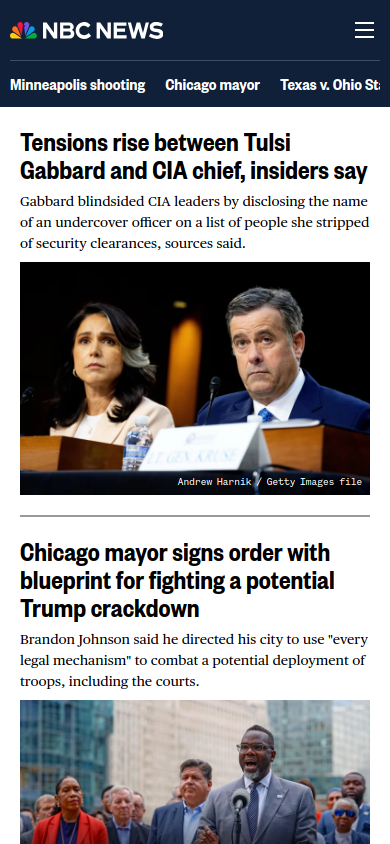 NBC NEWS
Minneapolis shooting Chicago mayor Texas v. Ohio Sta
Tensions rise between Tulsi
Gabbard and CIA chief, insiders say
Gabbard blindsided CIA leaders by disclosing the name
of an undercover officer on a list of people she stripped
of security clearances, sources said.
LT. GEN. KRUSE
Andrew Harnik / Getty Images file
Chicago mayor signs order with
blueprint for fighting a potential
Trump crackdown
Brandon Johnson said he directed his city to use "every
legal mechanism" to combat a potential deployment of
troops, including the courts.